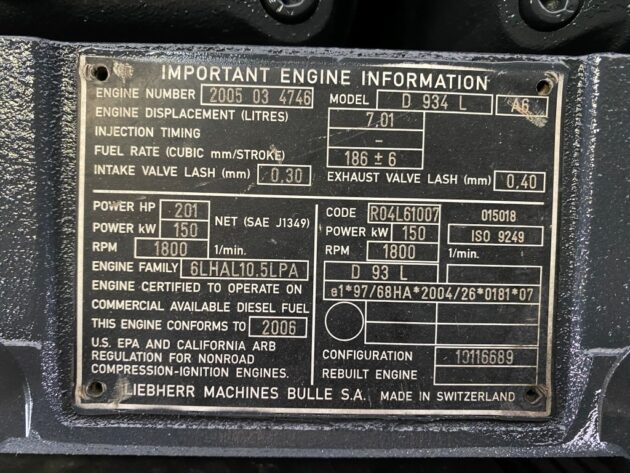 IMPORTANT ENGINE INFORMATION
ENGINE NUMBER 2005 03 4746 MODEL D 934 L A6
ENGINE DISPLACEMENT (LITRES) 7,01
INJECTION TIMING –
FUEL RATE (CUBIC mm/STROKE) 186 ± 6
INTAKE VALVE LASH (mm) 0,30 EXHAUST VALVE LASH (mm) 0,40
POWER HP 201
POWER kW 150 NET (SAE J1349)
RPM 1800 1/min.
ENGINE FAMILY 6LHAL10.5LPA
ENGINE CERTIFIED TO OPERATE ON
COMMERCIAL AVAILABLE DIESEL FUEL
THIS ENGINE CONFORMS TO 2006
U.S. EPA AND CALIFORNIA ARB
REGULATION FOR NONROAD
COMPRESSION-IGNITION ENGINES.
CODE R04L61007 015018
POWER kW 150 ISO 9249
RPM 1800 1/min.
D 93 L
e1*97/68HA*2004/26*0181*07
CONFIGURATION 10116689
REBUILT ENGINE
LIEBHERR MACHINES BULLE S.A. MADE IN SWITZERLAND